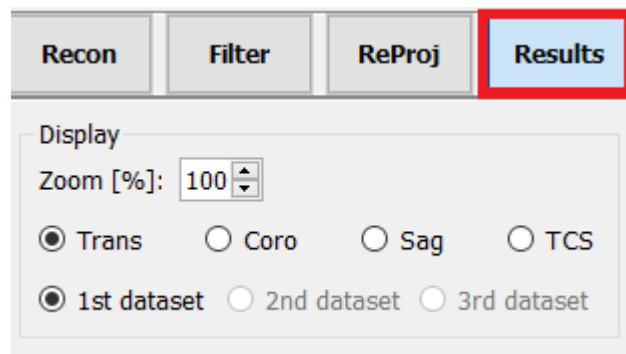 Recon Filter ReProj Results
Display
Zoom [%]: 100
Trans Coro Sag TCS
1st dataset 2nd dataset 3rd dataset